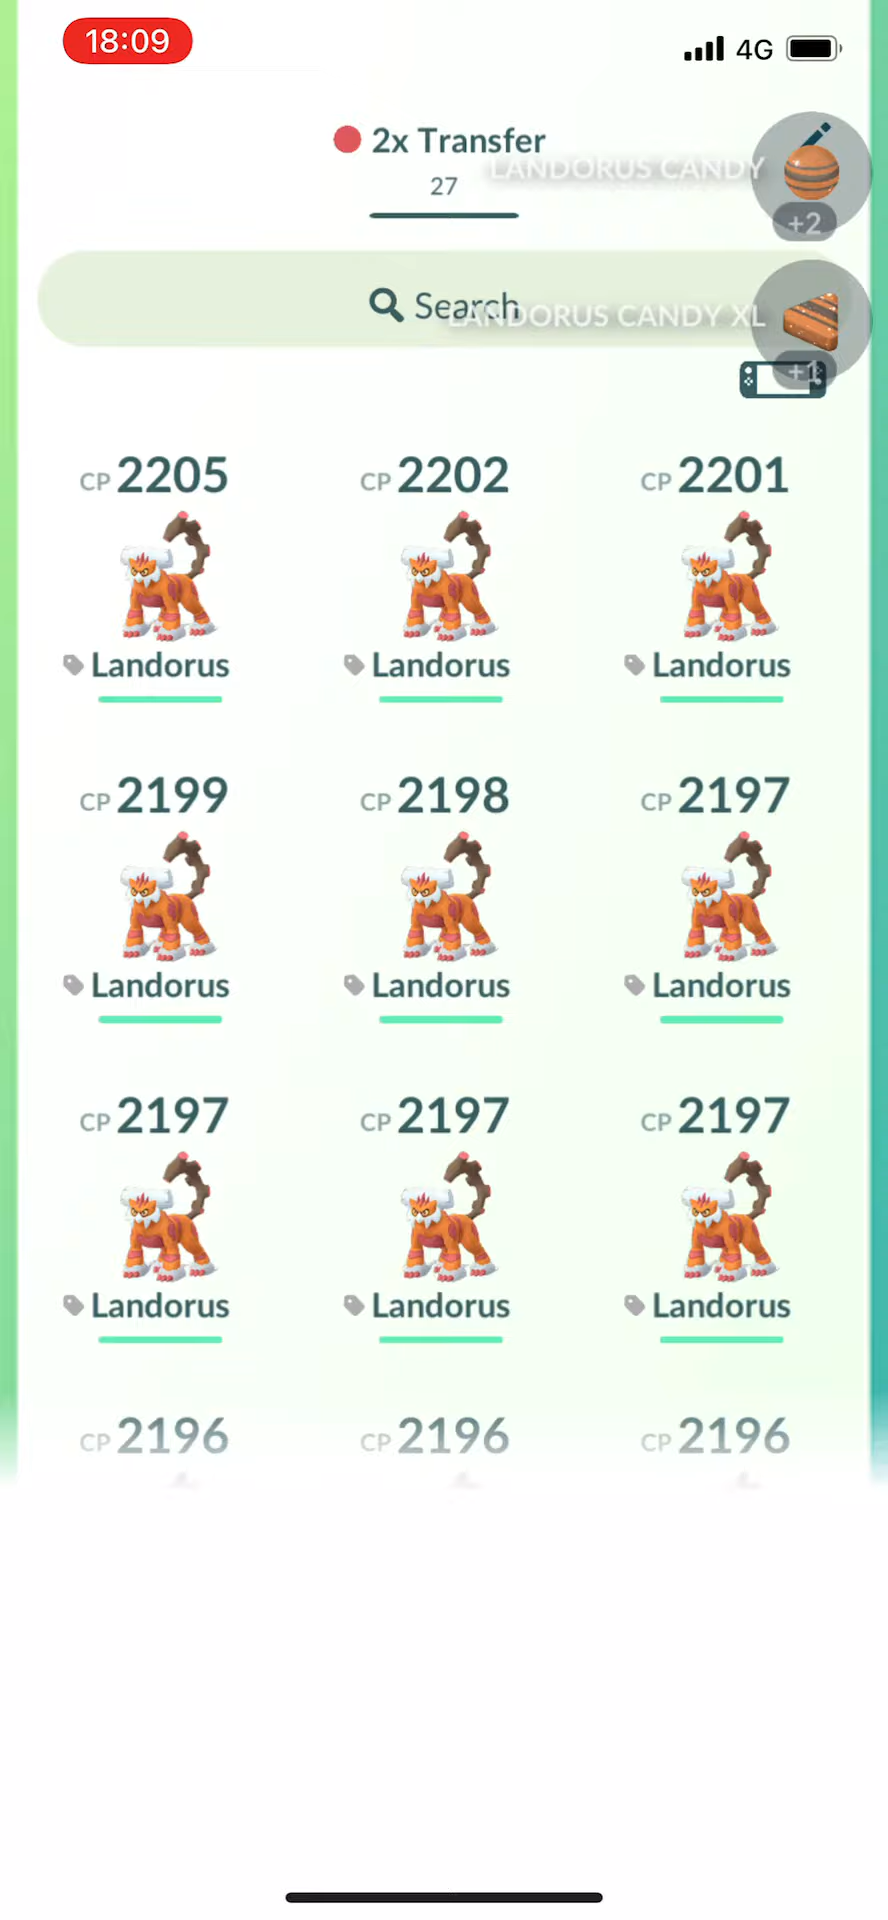 18:09
4G
2x Transfer
LANDORUS CANDY
27
+2
Search
LANDORUS CANDY XL
+1
CP 2205 CP 2202 CP 2201
Landorus Landorus Landorus
CP 2199 CP 2198 CP 2197
Landorus Landorus Landorus
CP 2197 CP 2197 CP 2197
Landorus Landorus Landorus
CP 2196 CP 2196 CP 2196